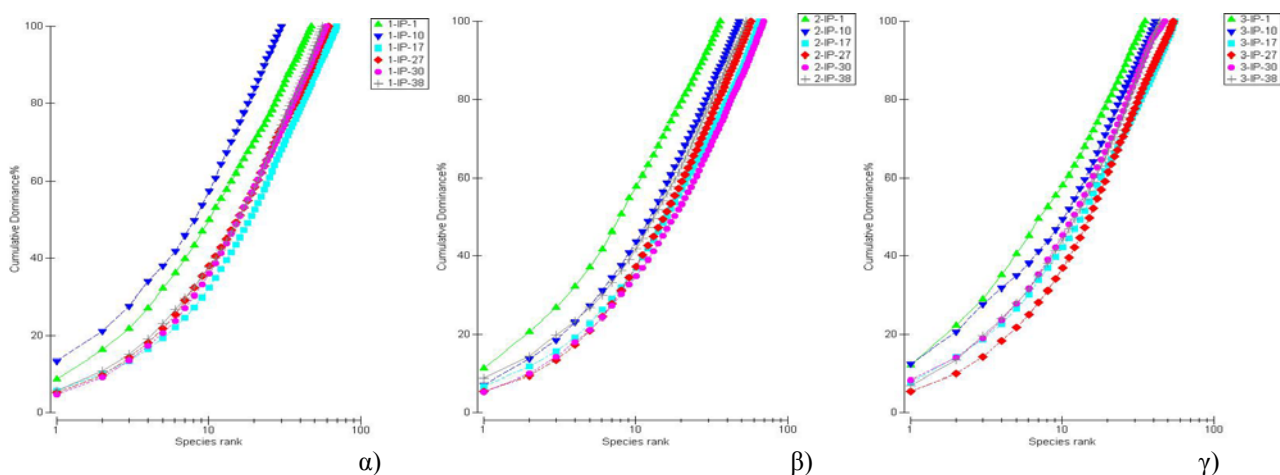 100
80
60
40
20
0
Cumulative Dominance%
1
10
100
Species rank
1-IP-1
1-IP-10
1-IP-17
1-IP-27
1-IP-30
1-IP-38
α)
100
80
60
40
20
0
Cumulative Dominance%
1
10
100
Species rank
2-IP-1
2-IP-10
2-IP-17
2-IP-27
2-IP-30
2-IP-38
β)
100
80
60
40
20
0
Cumulative Dominance%
1
10
100
Species rank
3-IP-1
3-IP-10
3-IP-17
3-IP-27
3-IP-30
3-IP-38
γ)